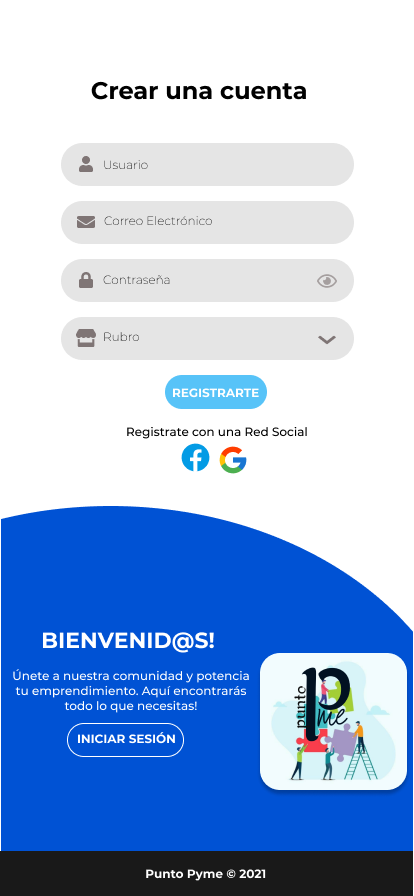 Crear una cuenta
Usuario
Correo Electrónico
Contraseña
Rubro
REGISTRARTE
Registrate con una Red Social
BIENVENID@S!
Únete a nuestra comunidad y potencia
tu emprendimiento. Aquí encontrarás
todo lo que necesitas!
INICIAR SESIÓN
punto
pyme
Punto Pyme © 2021